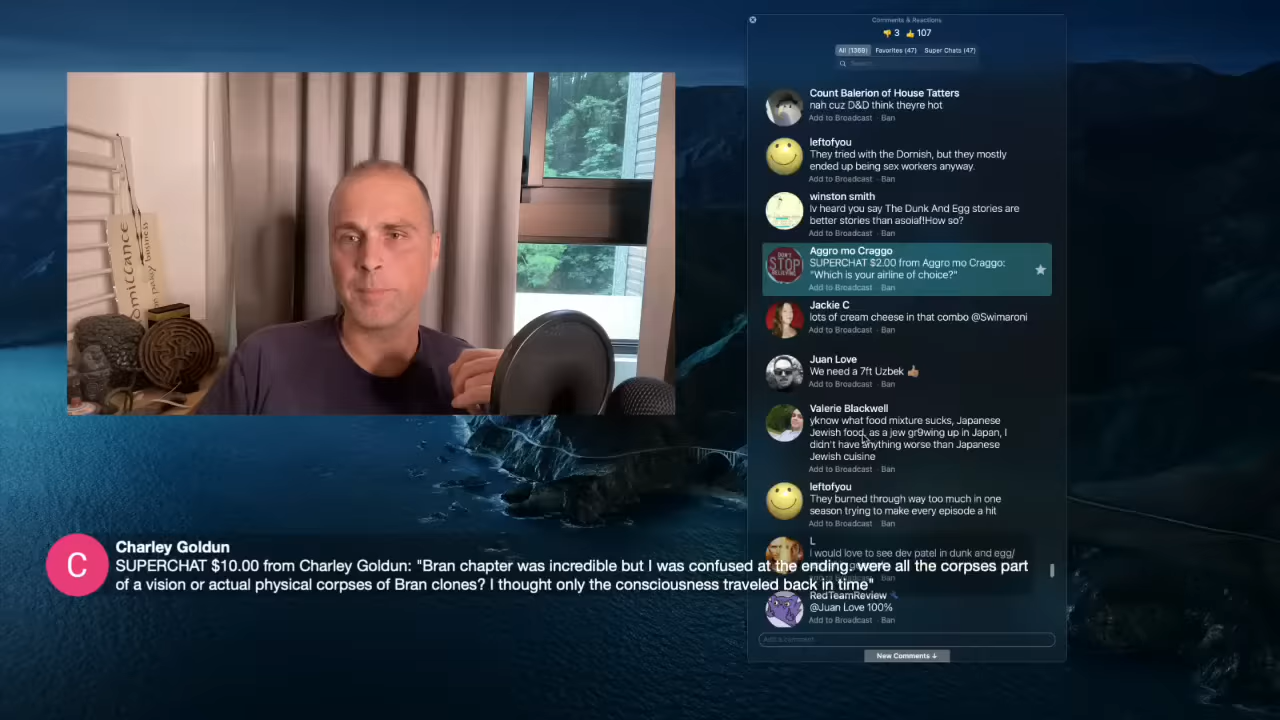 Comments & Reactions
👎 3 👍 107
All (1369) Favorites (47) Super Chats (47)
Search
Count Balerion of House Tatters
nah cuz D&D think theyre hot
Add to Broadcast · Ban
leftofyou
They tried with the Dornish, but they mostly
ended up being sex workers anyway.
Add to Broadcast · Ban
winston smith
Iv heard you say The Dunk And Egg stories are
better stories than asoiaf!How so?
Add to Broadcast · Ban
DON'T
STOP
BELIEVING
Aggro mo Craggo
SUPERCHAT $2.00 from Aggro mo Craggo:
"Which is your airline of choice?"
Add to Broadcast · Ban
Jackie C
lots of cream cheese in that combo @Swimaroni
Add to Broadcast · Ban
Juan Love
We need a 7ft Uzbek 👍🏽
Add to Broadcast · Ban
Valerie Blackwell
yknow what food mixture sucks, Japanese
Jewish food, as a jew gr9wing up in Japan, I
didn't have anything worse than Japanese
Jewish cuisine
Add to Broadcast · Ban
leftofyou
They burned through way too much in one
season trying to make every episode a hit
Add to Broadcast · Ban
L
I would love to see dev patel in dunk and egg/
RedTeamReview
@Juan Love 100%
Add to Broadcast · Ban
Add a comment
New Comments ↓
C
Charley Goldun
SUPERCHAT $10.00 from Charley Goldun: "Bran chapter was incredible but I was confused at the ending, were all the corpses part
of a vision or actual physical corpses of Bran clones? I thought only the consciousness traveled back in time"